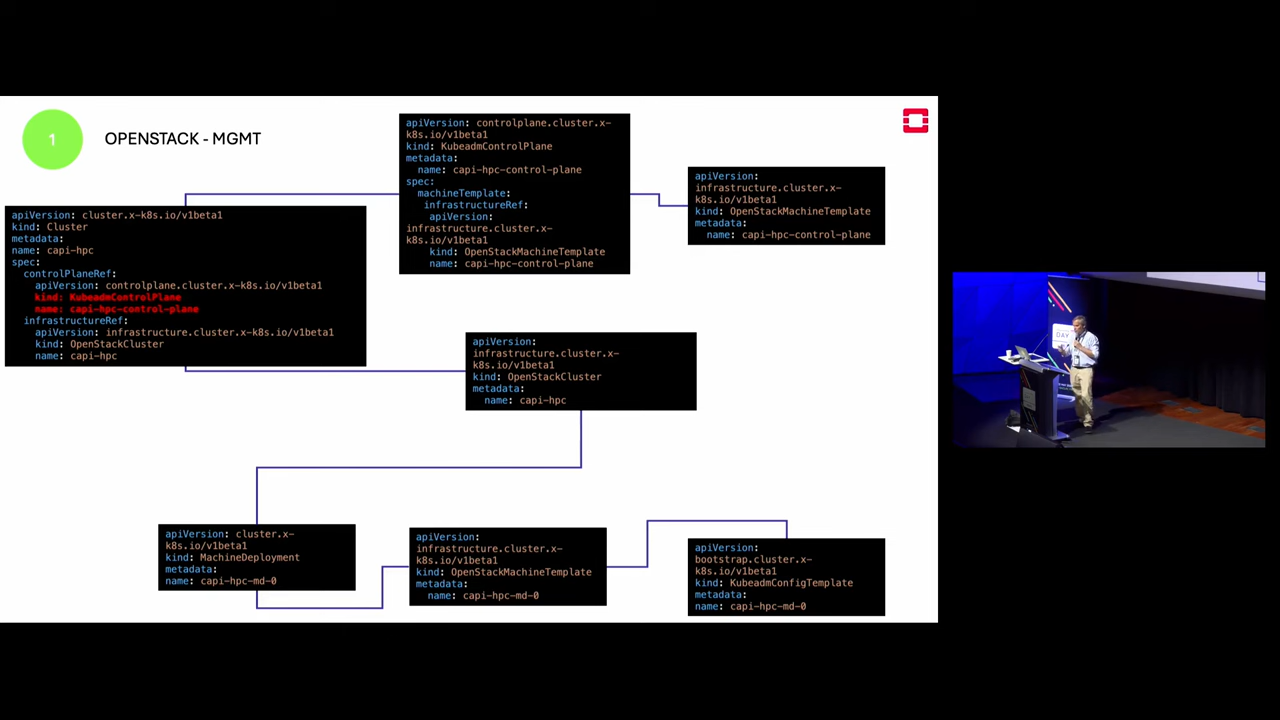 1
OPENSTACK - MGMT
apiVersion: cluster.x-k8s.io/v1beta1
kind: Cluster
metadata:
name: capi-hpc
spec:
controlPlaneRef:
apiVersion: controlplane.cluster.x-k8s.io/v1beta1
kind: KubeadmControlPlane
name: capi-hpc-control-plane
infrastructureRef:
apiVersion: infrastructure.cluster.x-k8s.io/v1beta1
kind: OpenStackCluster
name: capi-hpc
apiVersion: controlplane.cluster.x-
k8s.io/v1beta1
kind: KubeadmControlPlane
metadata:
name: capi-hpc-control-plane
spec:
machineTemplate:
infrastructureRef:
apiVersion:
infrastructure.cluster.x-
k8s.io/v1beta1
kind: OpenStackMachineTemplate
name: capi-hpc-control-plane
apiVersion:
infrastructure.cluster.x-
k8s.io/v1beta1
kind: OpenStackMachineTemplate
metadata:
name: capi-hpc-control-plane
apiVersion:
infrastructure.cluster.x-
k8s.io/v1beta1
kind: OpenStackCluster
metadata:
name: capi-hpc
apiVersion: cluster.x-
k8s.io/v1beta1
kind: MachineDeployment
metadata:
name: capi-hpc-md-0
apiVersion:
infrastructure.cluster.x-
k8s.io/v1beta1
kind: OpenStackMachineTemplate
metadata:
name: capi-hpc-md-0
apiVersion:
bootstrap.cluster.x-
k8s.io/v1beta1
kind: KubeadmConfigTemplate
metadata:
name: capi-hpc-md-0
DAY